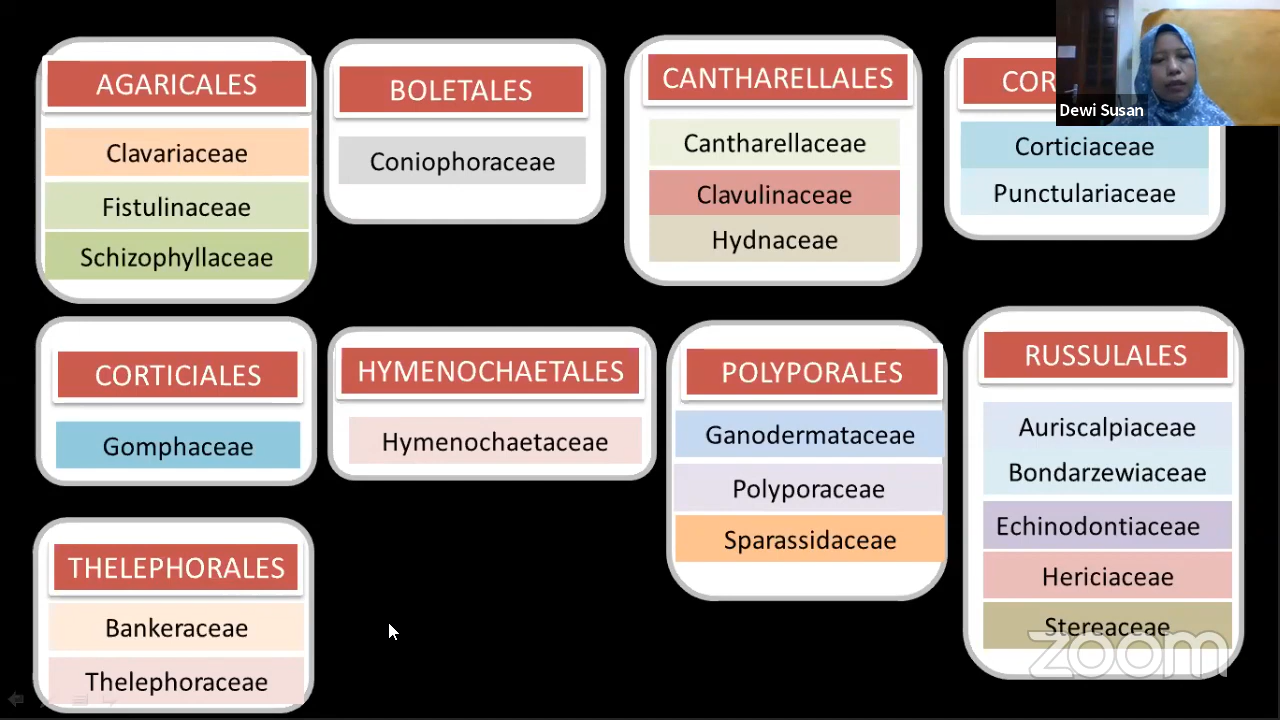 AGARICALES
Clavariaceae
Fistulinaceae
Schizophyllaceae
BOLETALES
Coniophoraceae
CANTHARELLALES
Cantharellaceae
Clavulinaceae
Hydnaceae
COR
Dewi Susan
Corticiaceae
Punctulariaceae
CORTICIALES
Gomphaceae
HYMENOCHAETALES
Hymenochaetaceae
POLYPORALES
Ganodermataceae
Polyporaceae
Sparassidaceae
RUSSULALES
Auriscalpiaceae
Bondarzewiaceae
Echinodontiaceae
Hericiaceae
Stereaceae
zoom
THELEPHORALES
Bankeraceae
Thelephoraceae